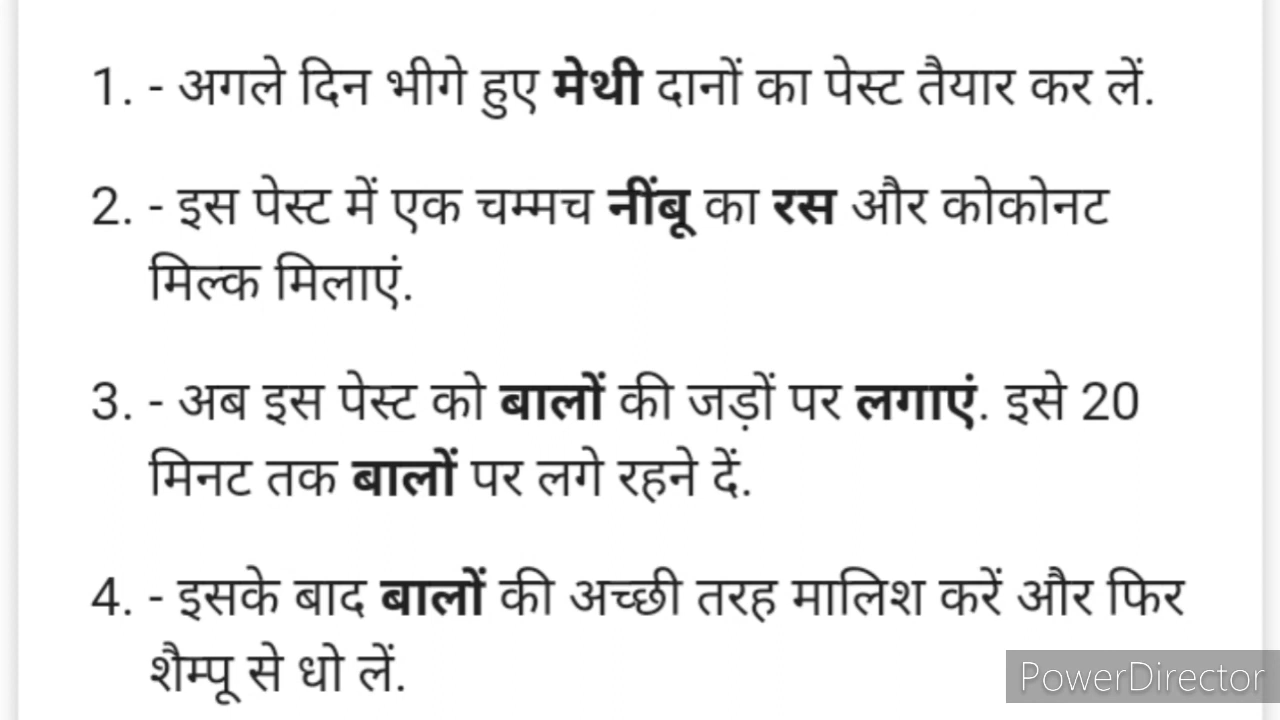 1. - अगले दिन भीगे हुए मेथी दानों का पेस्ट तैयार कर लें.
2. - इस पेस्ट में एक चम्मच नींबू का रस और कोकोनट
मिल्क मिलाएं.
3. - अब इस पेस्ट को बालों की जड़ों पर लगाएं. इसे 20
मिनट तक बालों पर लगे रहने दें.
4. - इसके बाद बालों की अच्छी तरह मालिश करें और फिर
शैम्पू से धो लें.
PowerDirector